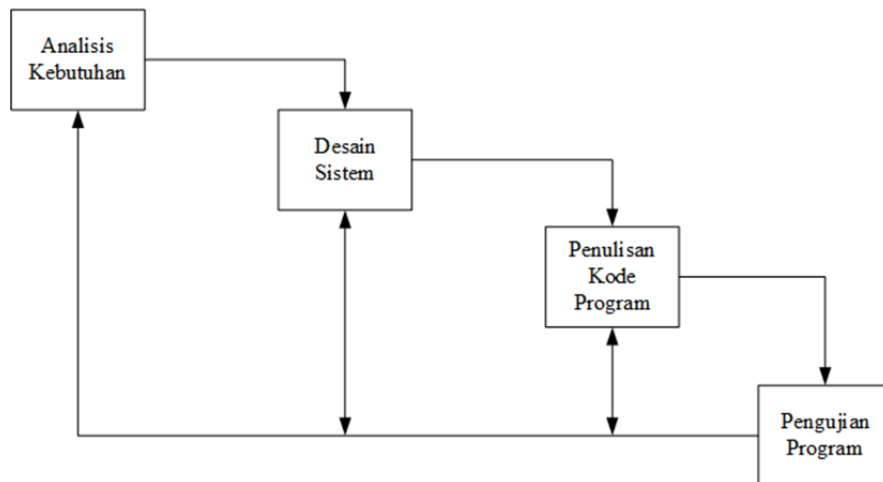 Analisis
Kebutuhan
Desain
Sistem
Penulisan
Kode
Program
Pengujian
Program